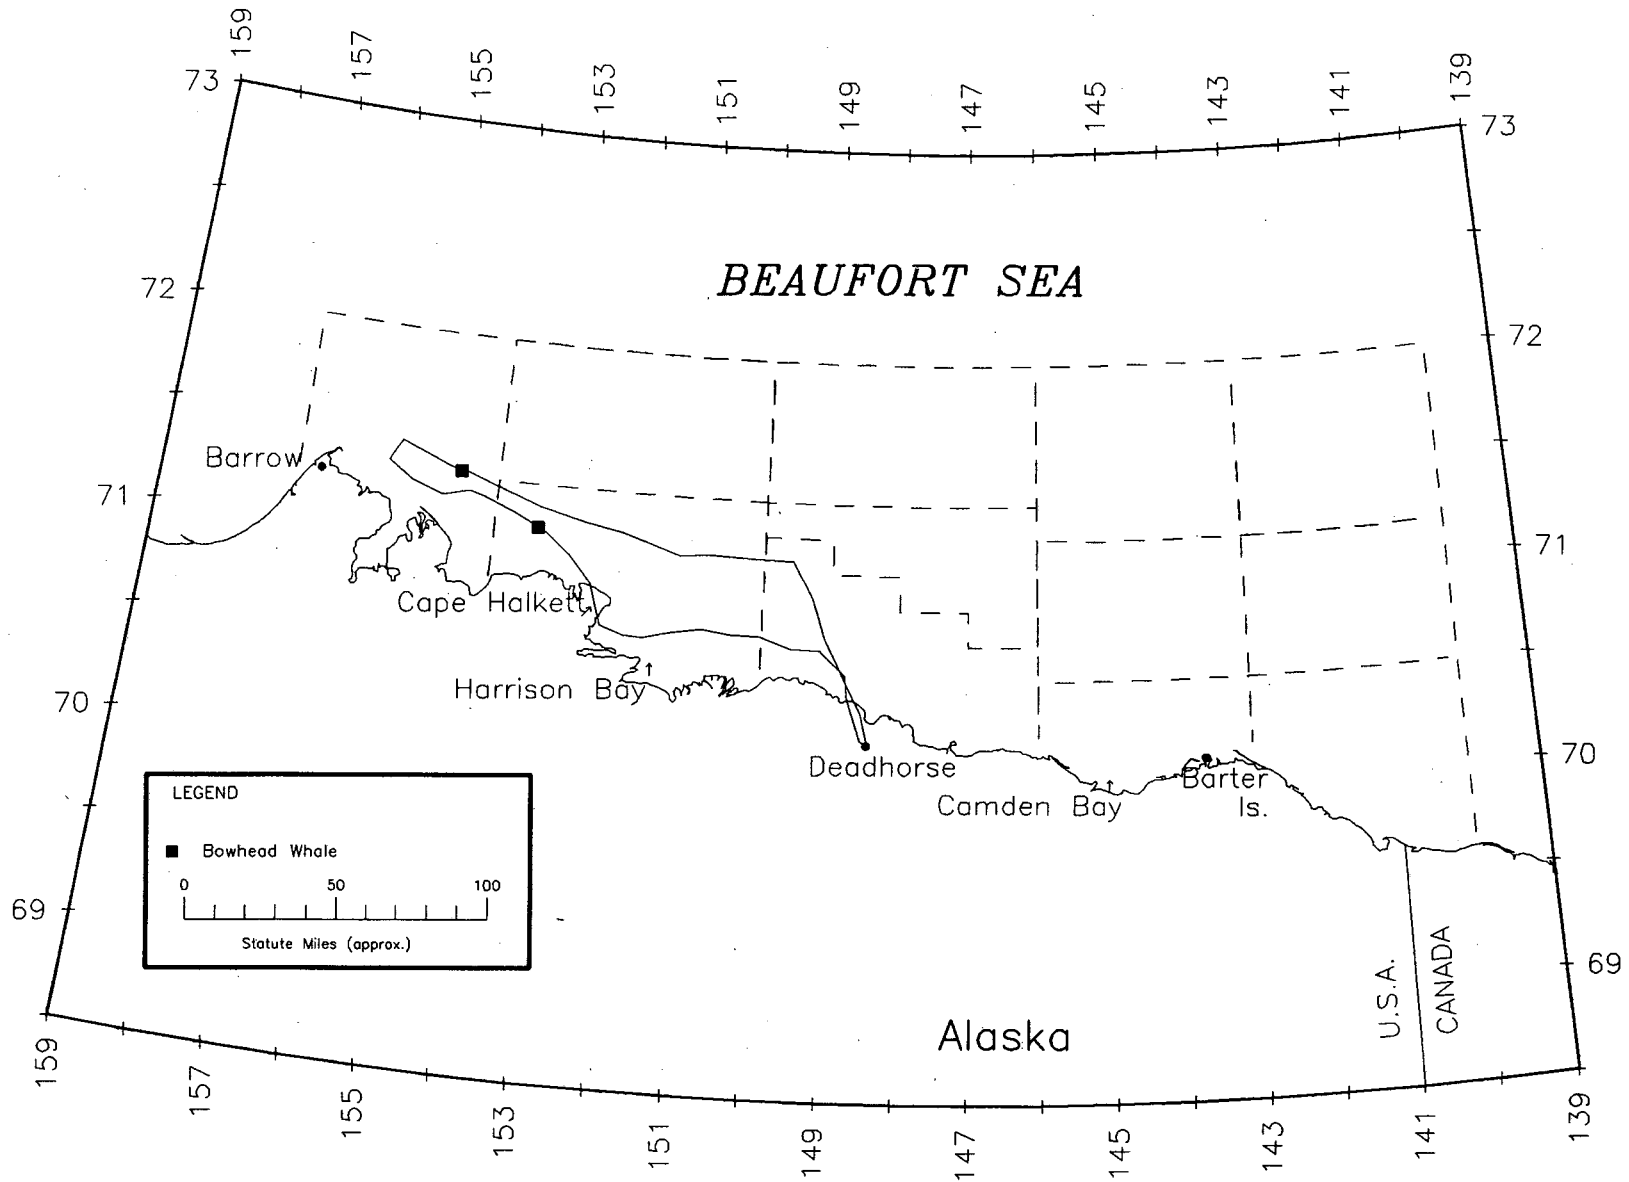 159
157
155
153
151
149
147
145
143
141
139
73
73
BEAUFORT SEA
72
72
Barrow
71
71
Cape Halkett
Harrison Bay
70
70
Deadhorse
Camden Bay
Barter
Is.
LEGEND
Bowhead Whale
0 50 100
Statute Miles (approx.)
69
69
U.S.A.
CANADA
Alaska
159
157
155
153
151
149
147
145
143
141
139